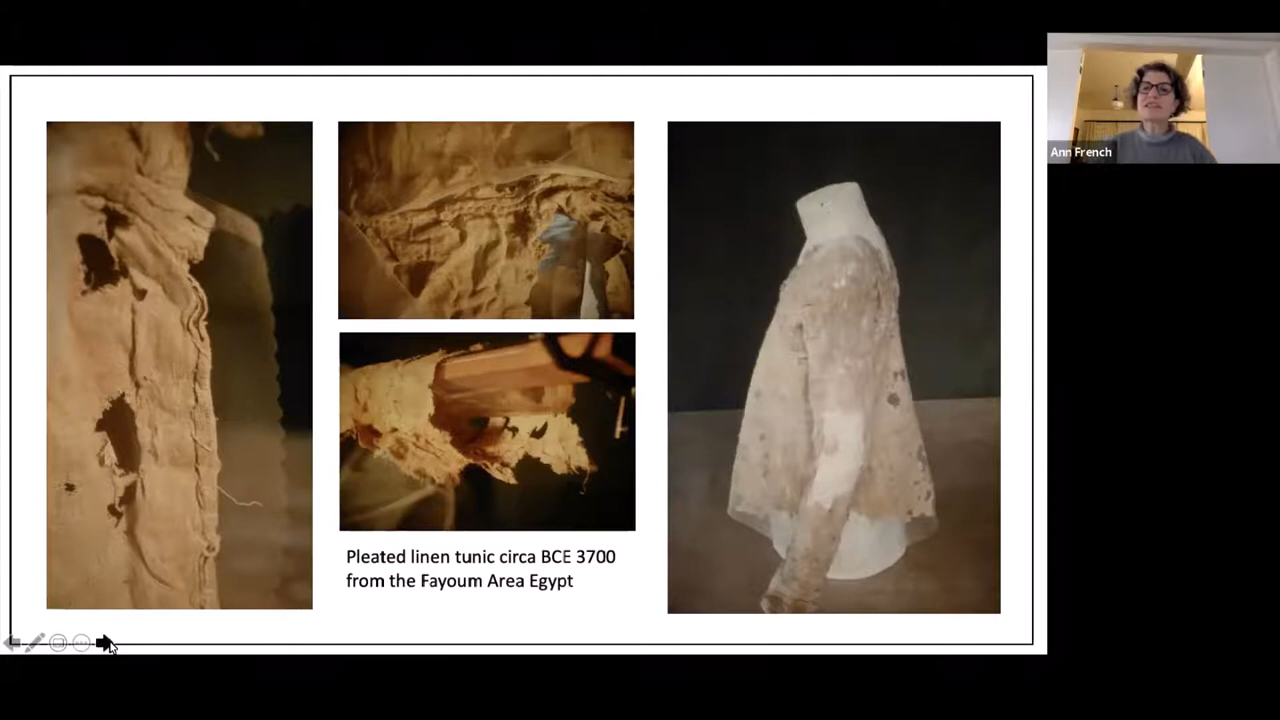 Ann French
Pleated linen tunic circa BCE 3700
from the Fayoum Area Egypt